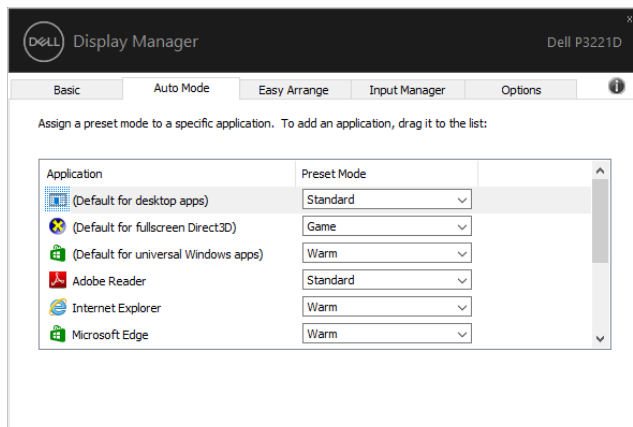 DELL Display Manager
Dell P3221D
Basic Auto Mode Easy Arrange Input Manager Options
Assign a preset mode to a specific application. To add an application, drag it to the list:
Application Preset Mode
(Default for desktop apps) Standard
(Default for fullscreen Direct3D) Game
(Default for universal Windows apps) Warm
Adobe Reader Standard
Internet Explorer Warm
Microsoft Edge Warm